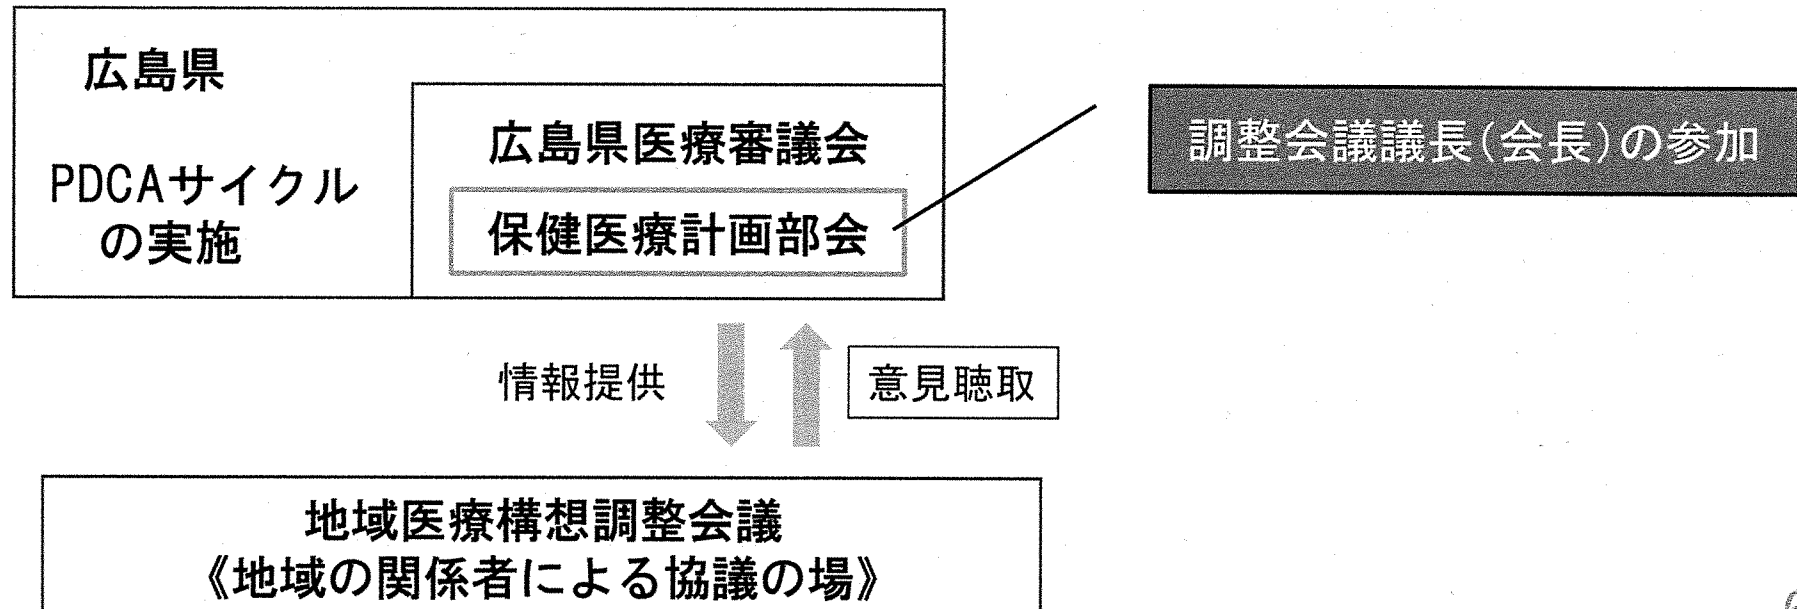 広島県
PDCAサイクル
の実施
広島県医療審議会
保健医療計画部会
調整会議議長(会長)の参加
情報提供
意見聴取
地域医療構想調整会議
《地域の関係者による協議の場》